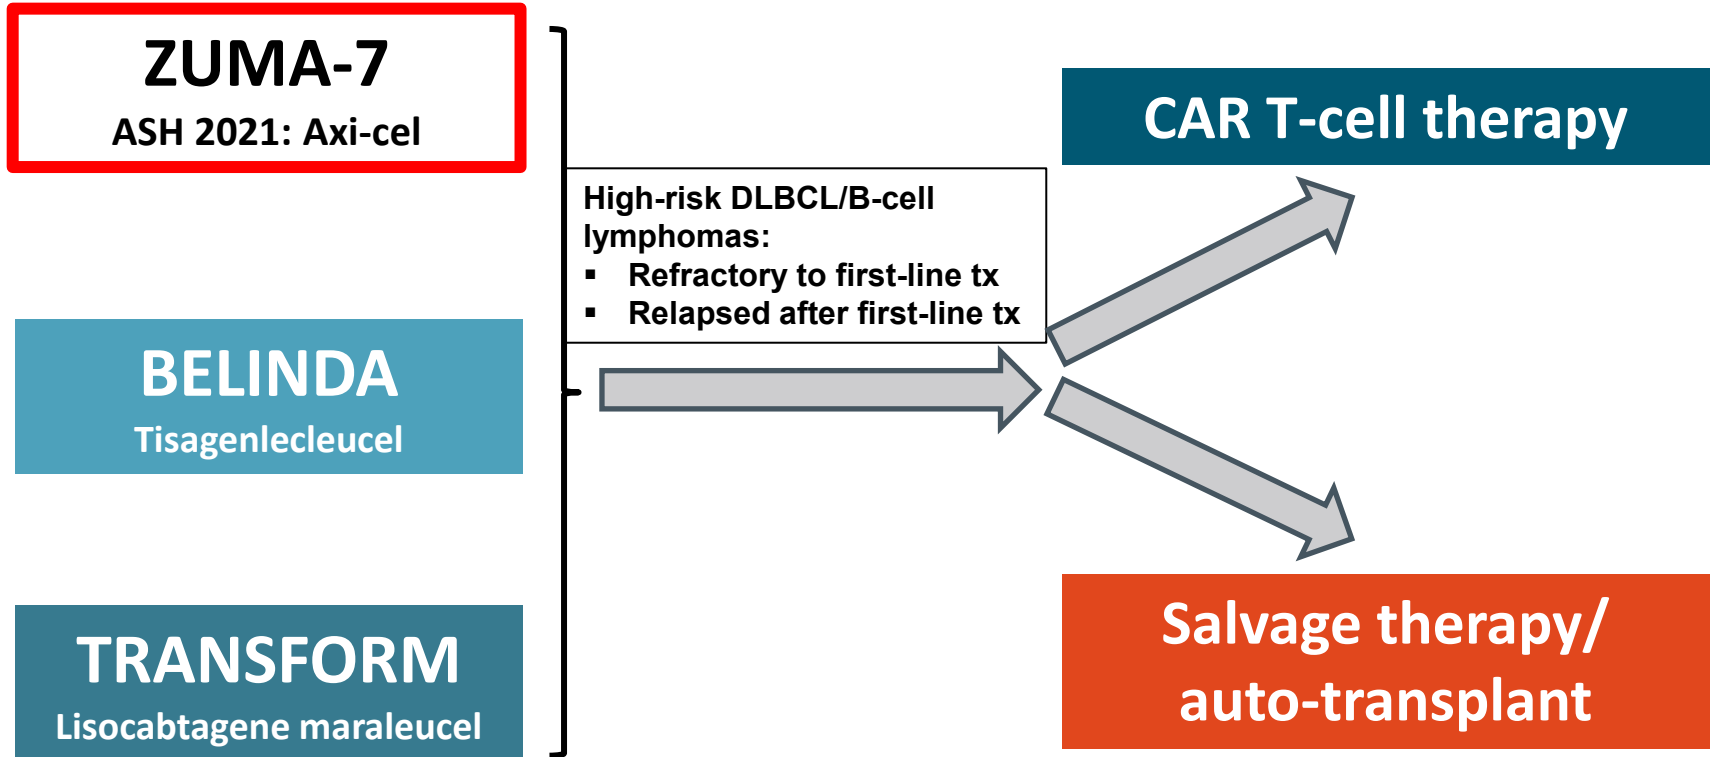 ZUMA-7
ASH 2021: Axi-cel
BELINDA
Tisagenlecleucel
TRANSFORM
Lisocabtagene maraleucel
High-risk DLBCL/B-cell
lymphomas:
▪ Refractory to first-line tx
▪ Relapsed after first-line tx
CAR T-cell therapy
Salvage therapy/
auto-transplant